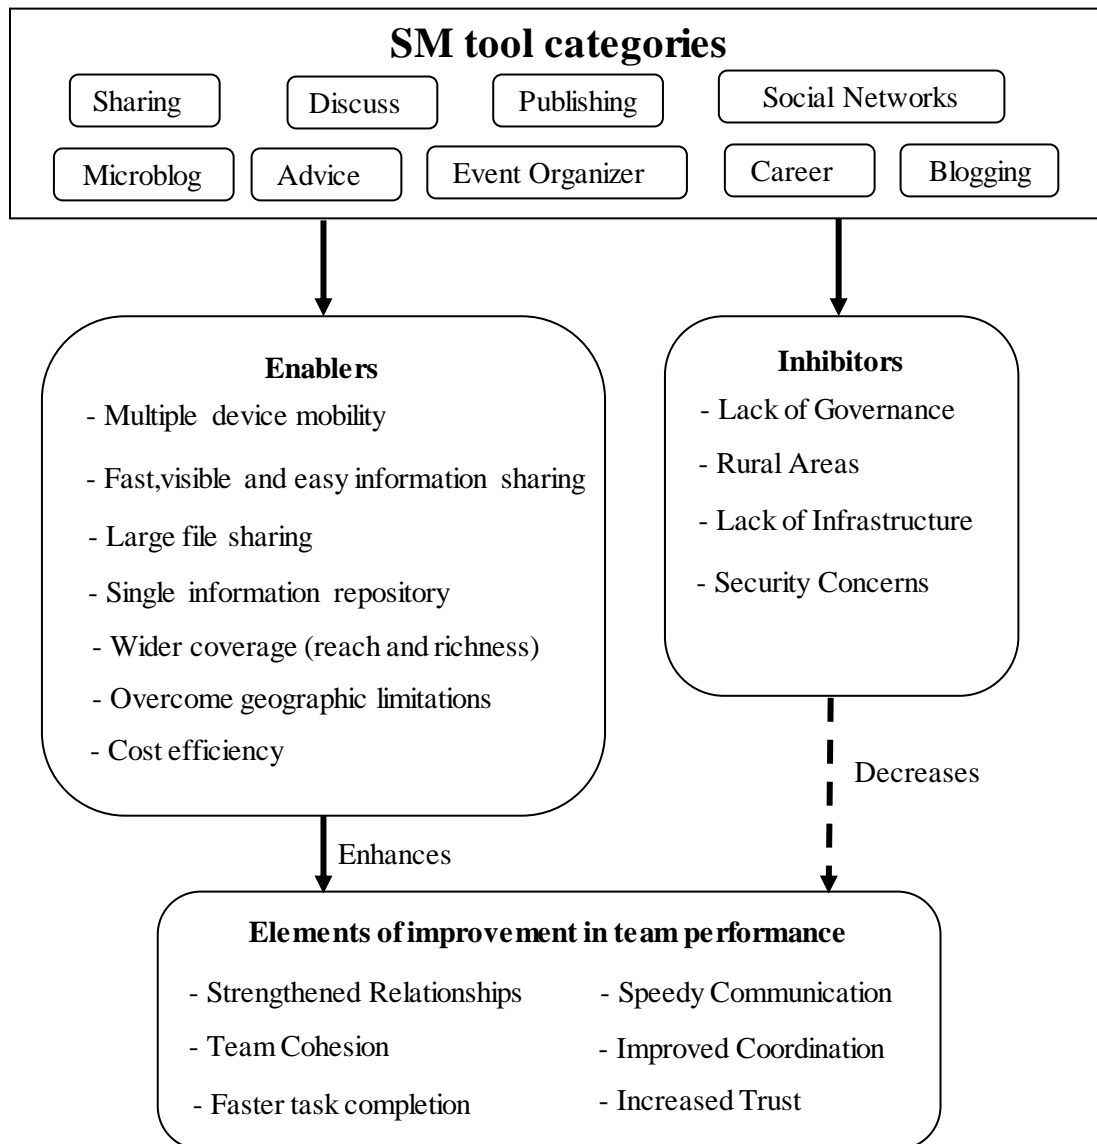 SM tool categories
Sharing
Discuss
Publishing
Social Networks
Microblog
Advice
Event Organizer
Career
Blogging
Enablers
- Multiple device mobility
- Fast,visible and easy information sharing
- Large file sharing
- Single information repository
- Wider coverage (reach and richness)
- Overcome geographic limitations
- Cost efficiency
Inhibitors
- Lack of Governance
- Rural Areas
- Lack of Infrastructure
- Security Concerns
Enhances
Decreases
Elements of improvement in team performance
- Strengthened Relationships
- Team Cohesion
- Faster task completion
- Speedy Communication
- Improved Coordination
- Increased Trust